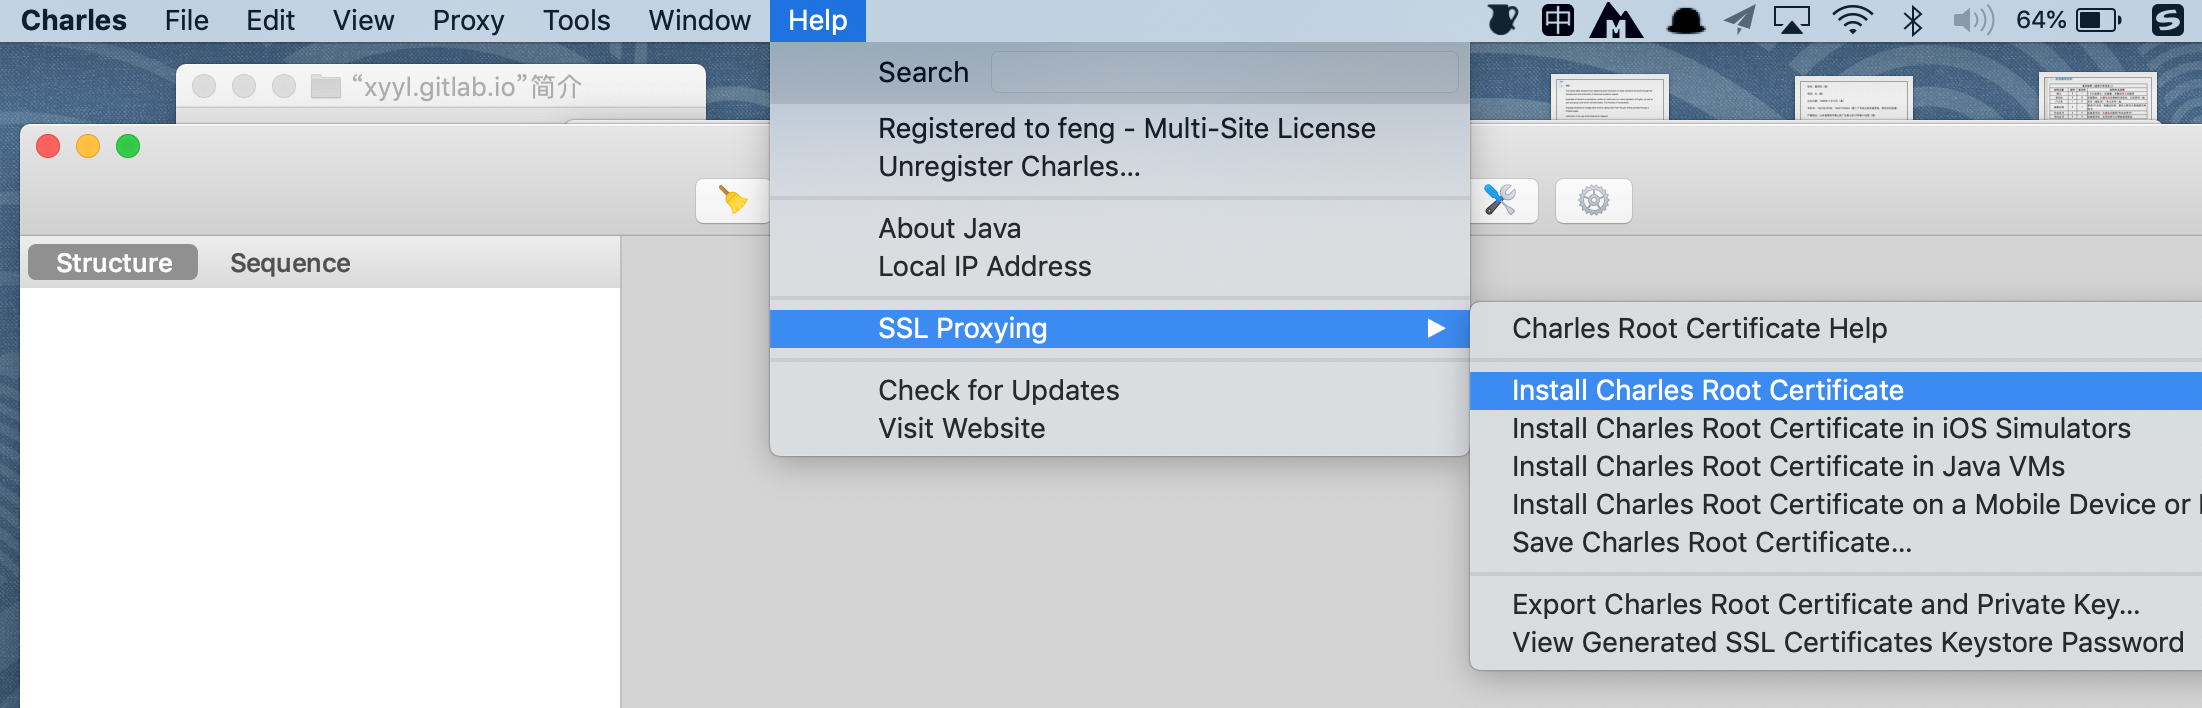 Charles File Edit View Proxy Tools Window Help 中 64%
“xyyl.gitlab.io”简介
Search
Registered to feng - Multi-Site License
Unregister Charles...
About Java
Local IP Address
Structure Sequence
SSL Proxying
Charles Root Certificate Help
Check for Updates
Visit Website
Install Charles Root Certificate
Install Charles Root Certificate in iOS Simulators
Install Charles Root Certificate in Java VMs
Install Charles Root Certificate on a Mobile Device or
Save Charles Root Certificate...
Export Charles Root Certificate and Private Key...
View Generated SSL Certificates Keystore Password